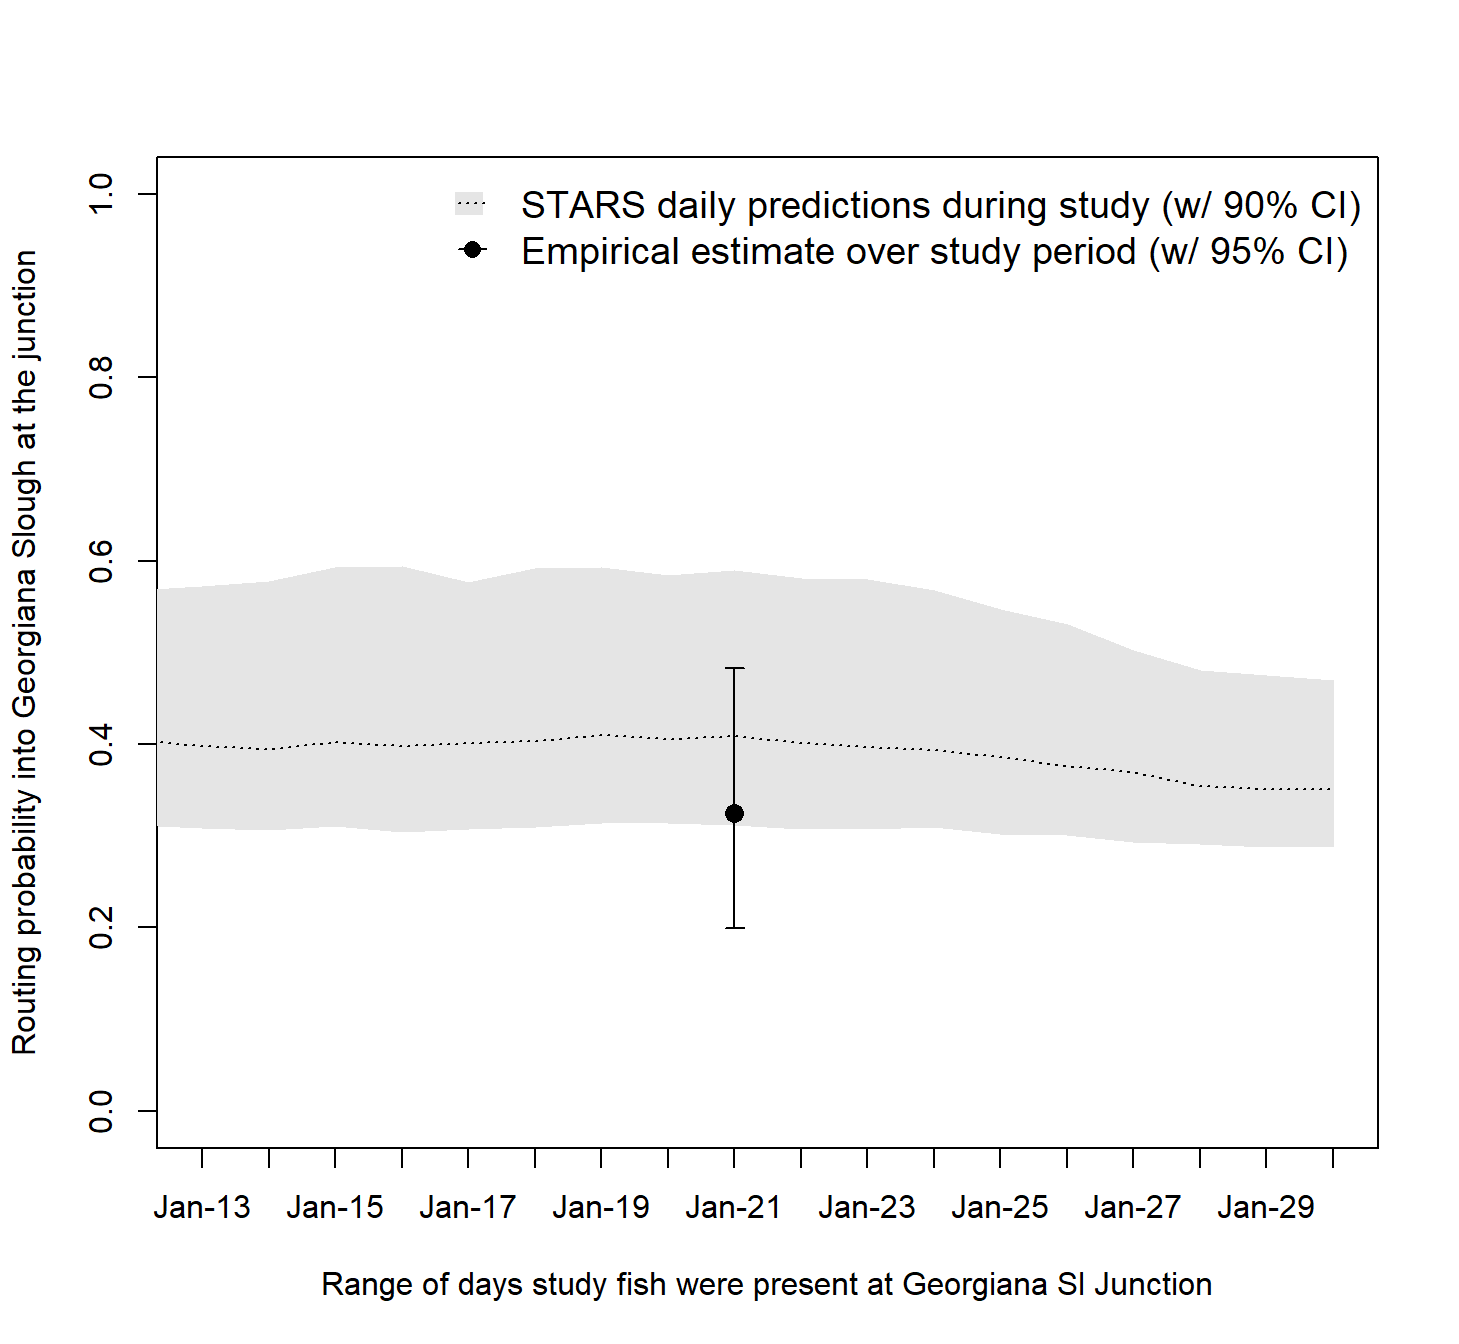 STARS daily predictions during study (w/ 90% CI)
Empirical estimate over study period (w/ 95% CI)
Routing probability into Georgiana Slough at the junction
1.0
0.8
0.6
0.4
0.2
0.0
Jan-13 Jan-15 Jan-17 Jan-19 Jan-21 Jan-23 Jan-25 Jan-27 Jan-29
Range of days study fish were present at Georgiana Sl Junction